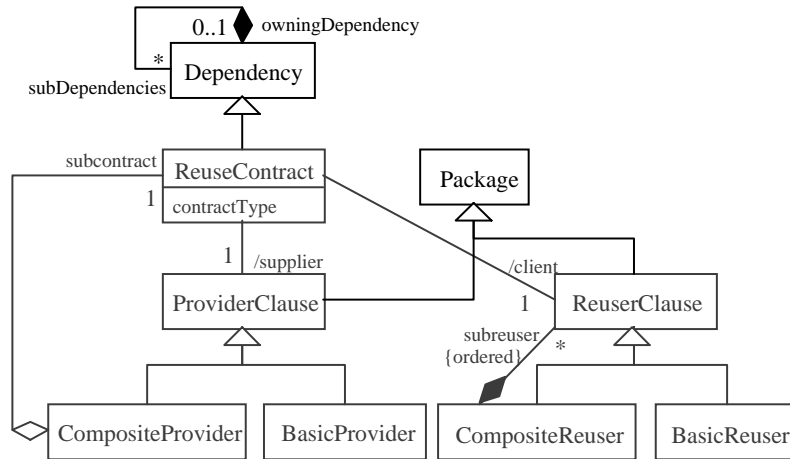 0..1 owningDependency
*
Dependency
subDependencies
subcontract
ReuseContract
Package
1
contractType
1
/supplier
/client
ProviderClause
1
ReuserClause
subreuser
*
{ordered}
CompositeProvider
BasicProvider
CompositeReuser
BasicReuser